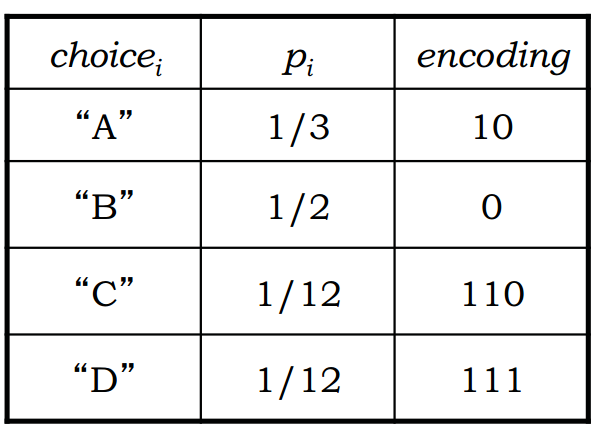 choiceᵢ pᵢ encoding
“A” 1/3 10
“B” 1/2 0
“C” 1/12 110
“D” 1/12 111